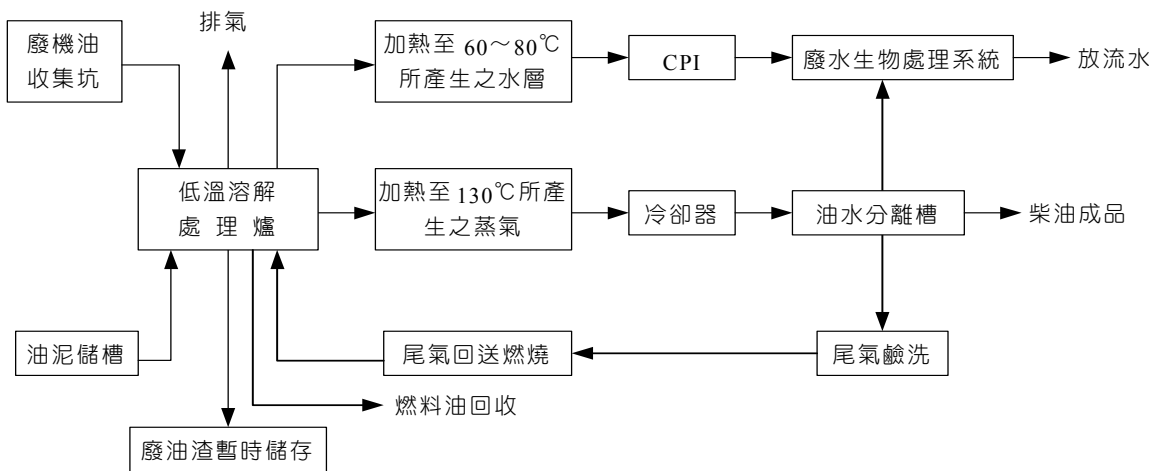 排氣
廢機油
收集坑
加熱至 60～80℃
所產生之水層
CPI
廢水生物處理系統
放流水
低溫溶解
處 理 爐
加熱至 130℃所產
生之蒸氣
冷卻器
油水分離槽
柴油成品
油泥儲槽
尾氣回送燃燒
尾氣鹼洗
燃料油回收
廢油渣暫時儲存